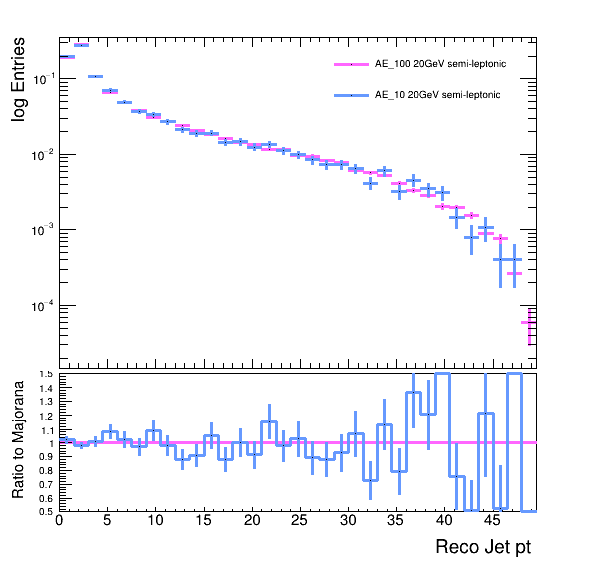 log Entries
AE_100 20GeV semi-leptonic
AE_10 20GeV semi-leptonic
10⁻¹
10⁻²
10⁻³
10⁻⁴
Ratio to Majorana
1.5
1.4
1.3
1.2
1.1
1
0.9
0.8
0.7
0.6
0.5
0 5 10 15 20 25 30 35 40 45
Reco Jet pt